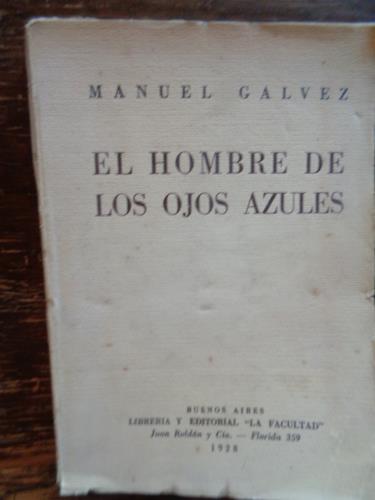 MANUEL GALVEZ
EL HOMBRE DE
LOS OJOS AZULES
BUENOS AIRES
LIBRERIA Y EDITORIAL "LA FACULTAD"
Juan Roldán y Cía. — Florida 359
1928